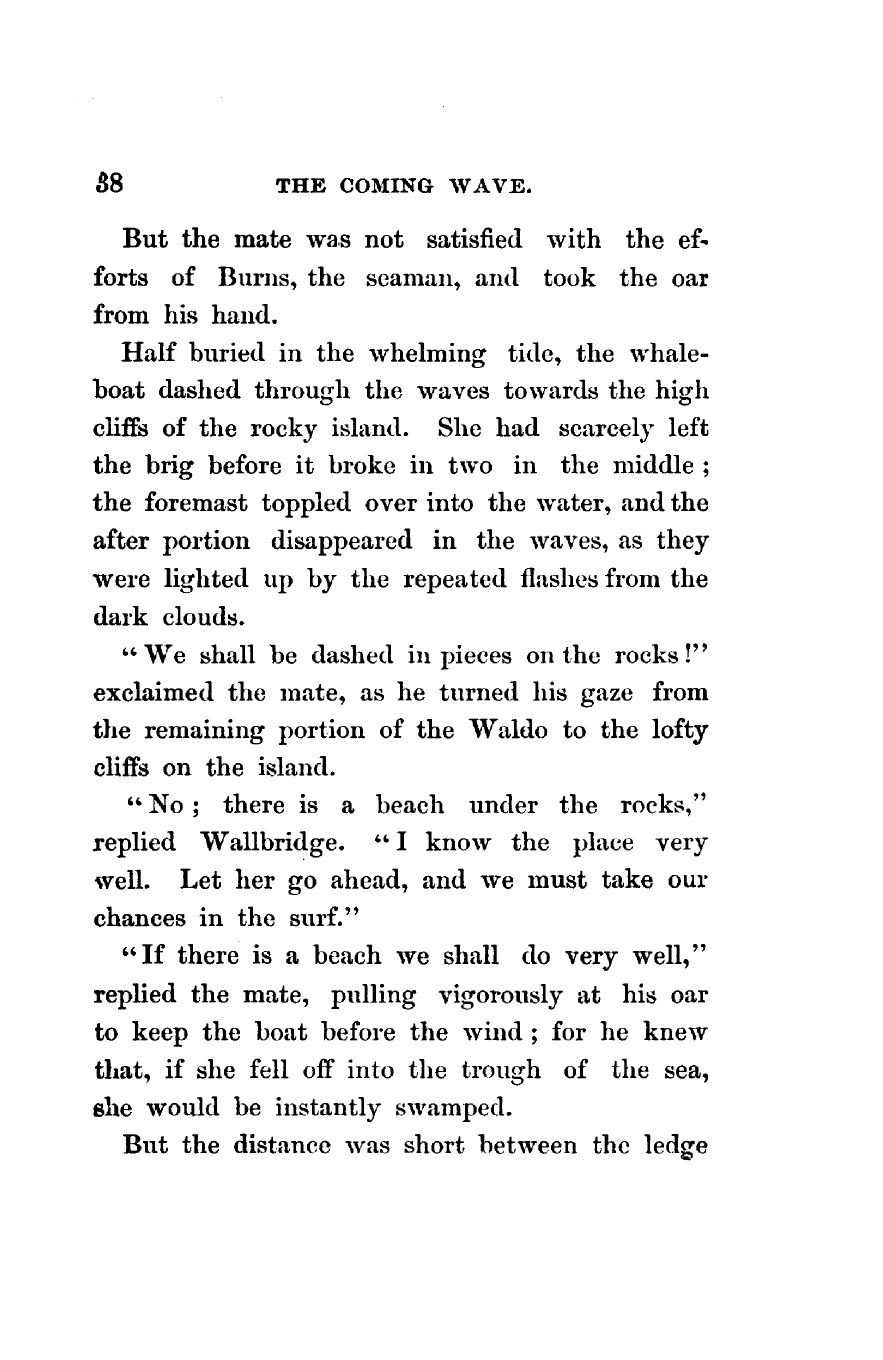 38 THE COMING WAVE.
But the mate was not satisfied with the ef-
forts of Burns, the seaman, and took the oar
from his hand.
Half buried in the whelming tide, the whale-
boat dashed through the waves towards the high
cliffs of the rocky island. She had scarcely left
the brig before it broke in two in the middle ;
the foremast toppled over into the water, and the
after portion disappeared in the waves, as they
were lighted up by the repeated flashes from the
dark clouds.
“ We shall be dashed in pieces on the rocks !”
exclaimed the mate, as he turned his gaze from
the remaining portion of the Waldo to the lofty
cliffs on the island.
“ No ; there is a beach under the rocks,”
replied Wallbridge. “ I know the place very
well. Let her go ahead, and we must take our
chances in the surf.”
“ If there is a beach we shall do very well,”
replied the mate, pulling vigorously at his oar
to keep the boat before the wind ; for he knew
that, if she fell off into the trough of the sea,
she would be instantly swamped.
But the distance was short between the ledge